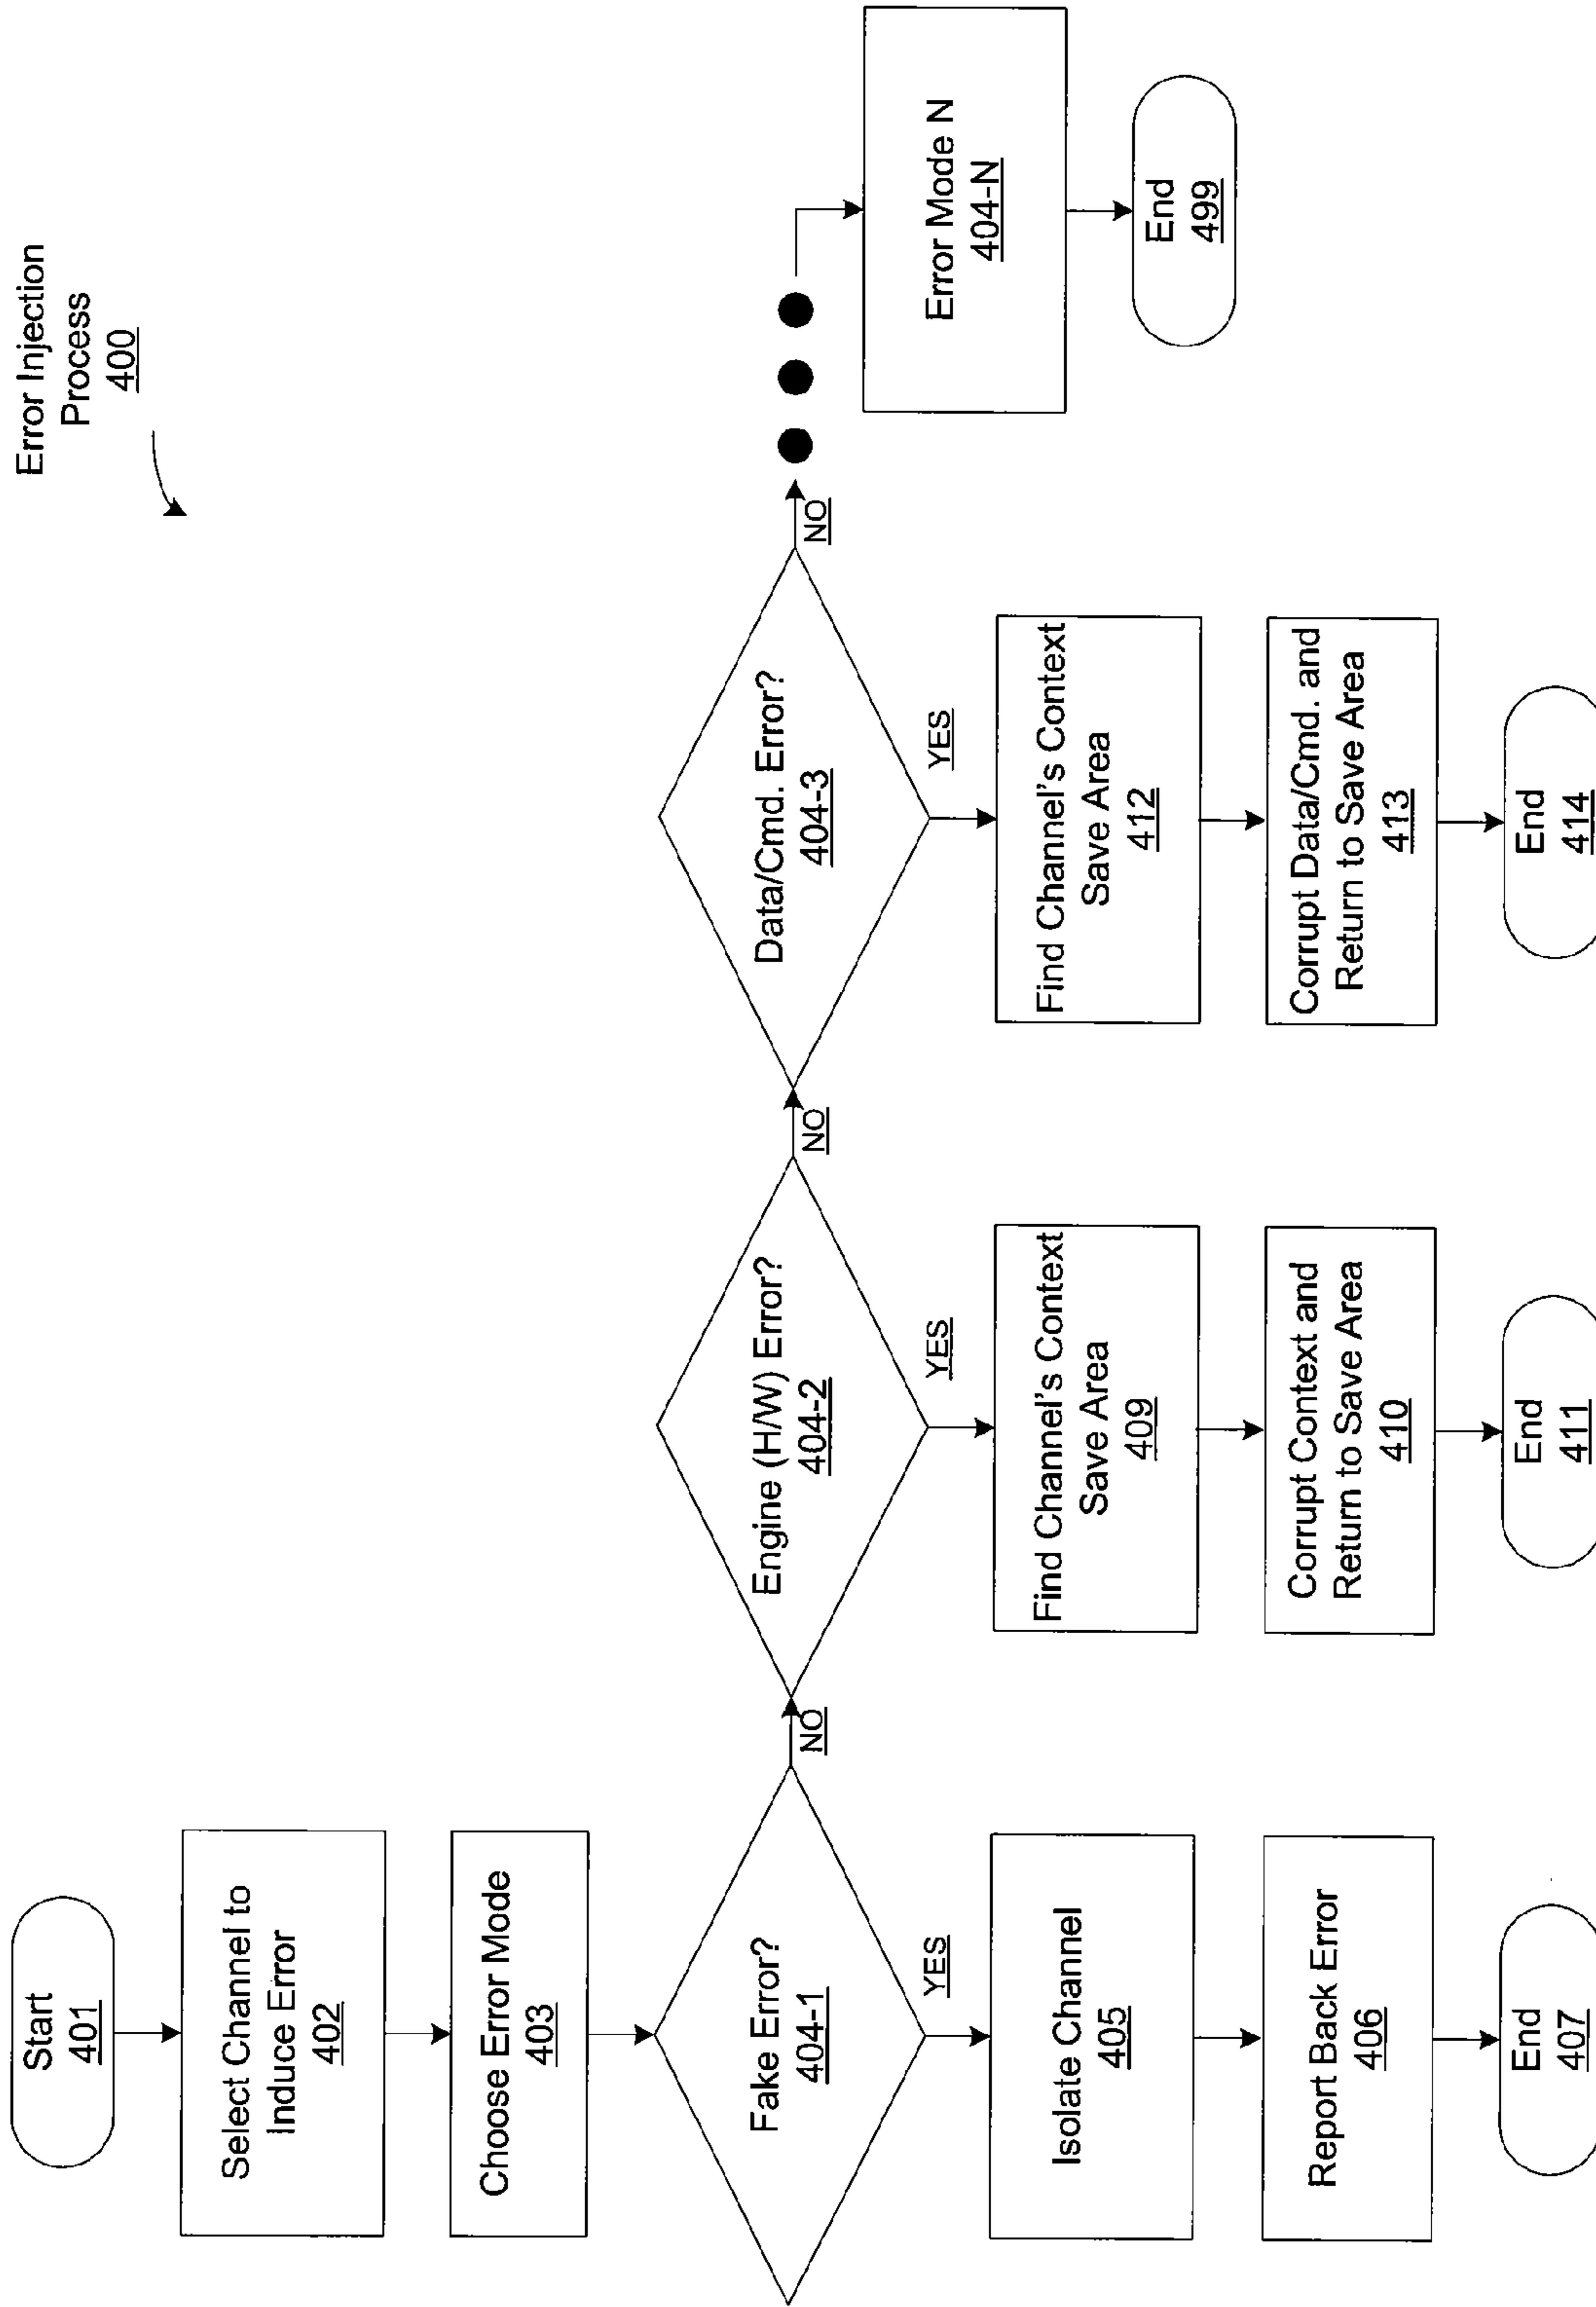 Error Injection
Process
400
Start
401
Select Channel to
Induce Error
402
Choose Error Mode
403
Fake Error?
404-1
NO
YES
Isolate Channel
405
Report Back Error
406
End
407
Engine (H/W) Error?
404-2
NO
YES
Find Channel's Context
Save Area
409
Corrupt Context and
Return to Save Area
410
End
411
Data/Cmd. Error?
404-3
NO
YES
Find Channel's Context
Save Area
412
Corrupt Data/Cmd. and
Return to Save Area
413
End
414
Error Mode N
404-N
End
499